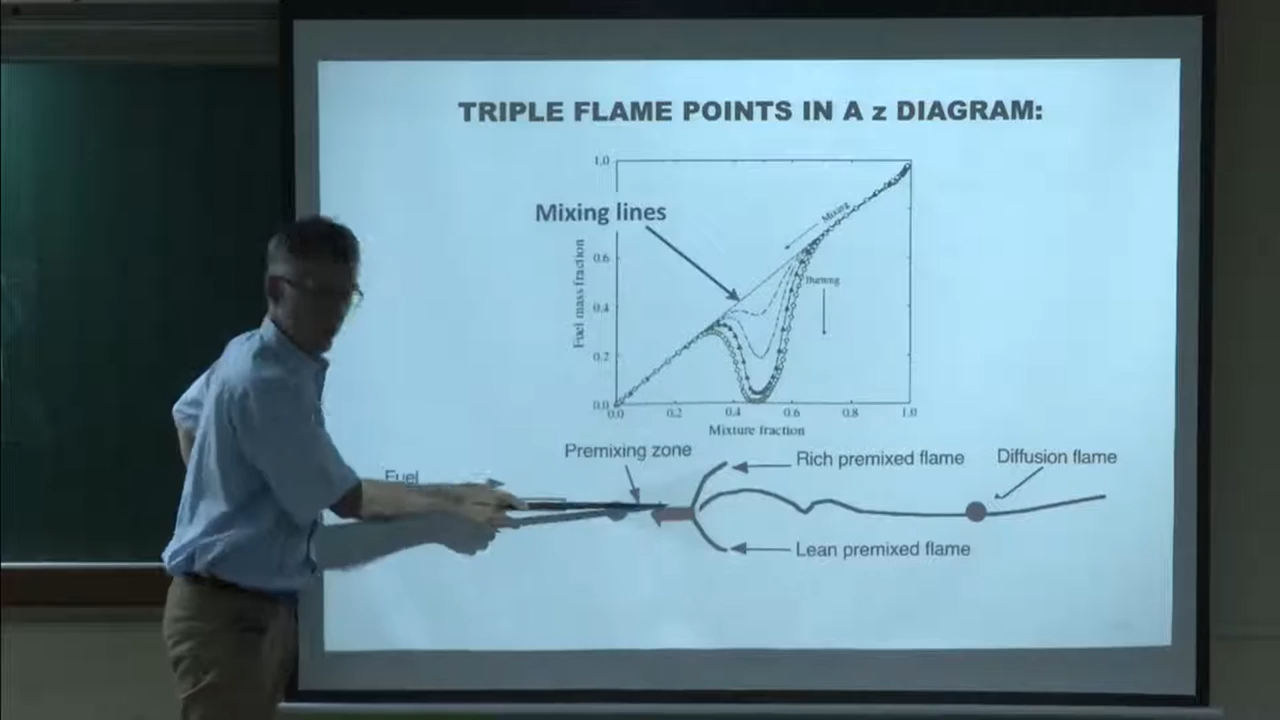 TRIPLE FLAME POINTS IN A z DIAGRAM:
1.0
Mixing lines
Mixing
0.6
Burning
Fuel mass fraction
0.4
0.2
0.0
0.0 0.2 0.4 0.6 0.8 1.0
Mixture fraction
Premixing zone
Rich premixed flame
Diffusion flame
Fuel
Lean premixed flame